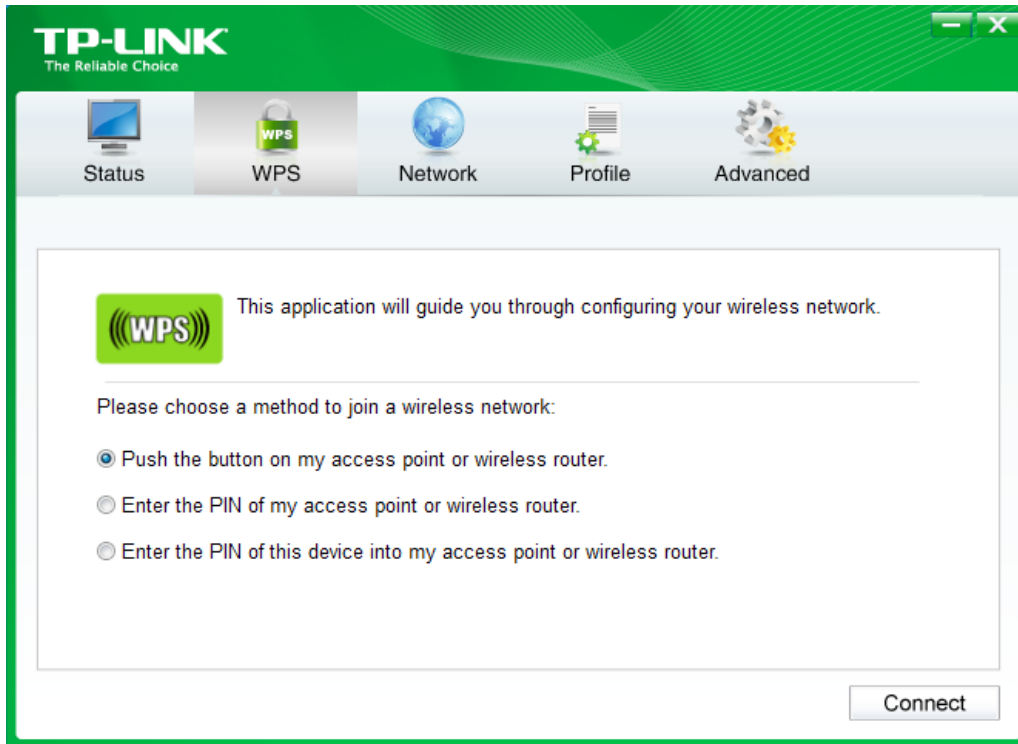 TP-LINK
The Reliable Choice
Status WPS Network Profile Advanced
WPS
(((WPS)))
This application will guide you through configuring your wireless network.
Please choose a method to join a wireless network:
Push the button on my access point or wireless router.
Enter the PIN of my access point or wireless router.
Enter the PIN of this device into my access point or wireless router.
Connect